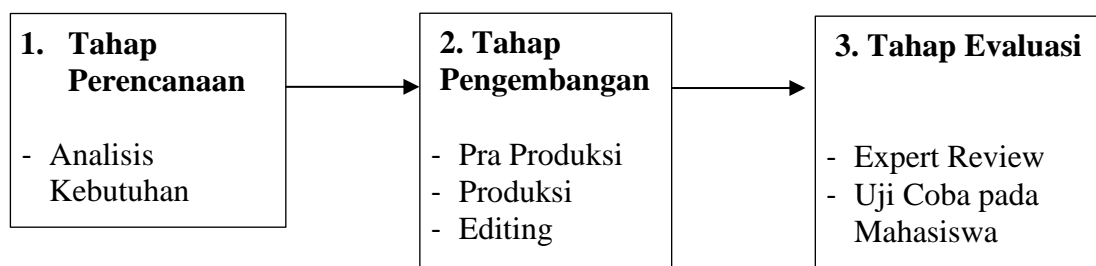 1. Tahap
Perencanaan
- Analisis
Kebutuhan
2. Tahap
Pengembangan
- Pra Produksi
- Produksi
- Editing
3. Tahap Evaluasi
- Expert Review
- Uji Coba pada
Mahasiswa